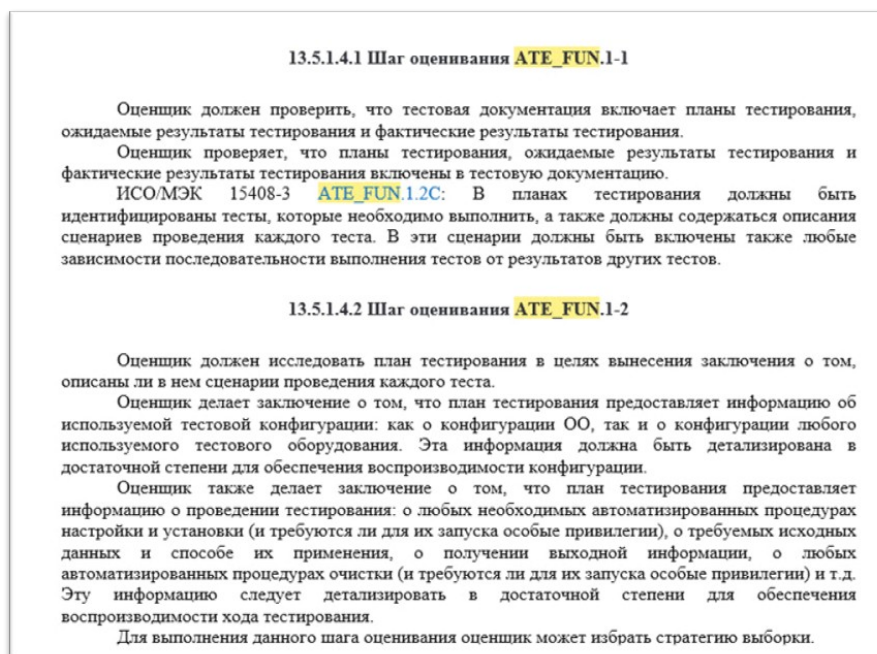 13.5.1.4.1 Шаг оценивания ATE_FUN.1-1
Оценщик должен проверить, что тестовая документация включает планы тестирования,
ожидаемые результаты тестирования и фактические результаты тестирования.
Оценщик проверяет, что планы тестирования, ожидаемые результаты тестирования и
фактические результаты тестирования включены в тестовую документацию.
ИСО/МЭК 15408-3 ATE_FUN.1.2C: В планах тестирования должны быть
идентифицированы тесты, которые необходимо выполнить, а также должны содержаться описания
сценариев проведения каждого теста. В эти сценарии должны быть включены также любые
зависимости последовательности выполнения тестов от результатов других тестов.
13.5.1.4.2 Шаг оценивания ATE_FUN.1-2
Оценщик должен исследовать план тестирования в целях вынесения заключения о том,
описаны ли в нем сценарии проведения каждого теста.
Оценщик делает заключение о том, что план тестирования предоставляет информацию об
используемой тестовой конфигурации: как о конфигурации ОО, так и о конфигурации любого
используемого тестового оборудования. Эта информация должна быть детализирована в
достаточной степени для обеспечения воспроизводимости конфигурации.
Оценщик также делает заключение о том, что план тестирования предоставляет
информацию о проведении тестирования: о любых необходимых автоматизированных процедурах
настройки и установки (и требуются ли для их запуска особые привилегии), о требуемых исходных
данных и способе их применения, о получении выходной информации, о любых
автоматизированных процедурах очистки (и требуются ли для их запуска особые привилегии) и т.д.
Эту информацию следует детализировать в достаточной степени для обеспечения
воспроизводимости хода тестирования.
Для выполнения данного шага оценивания оценщик может избрать стратегию выборки.